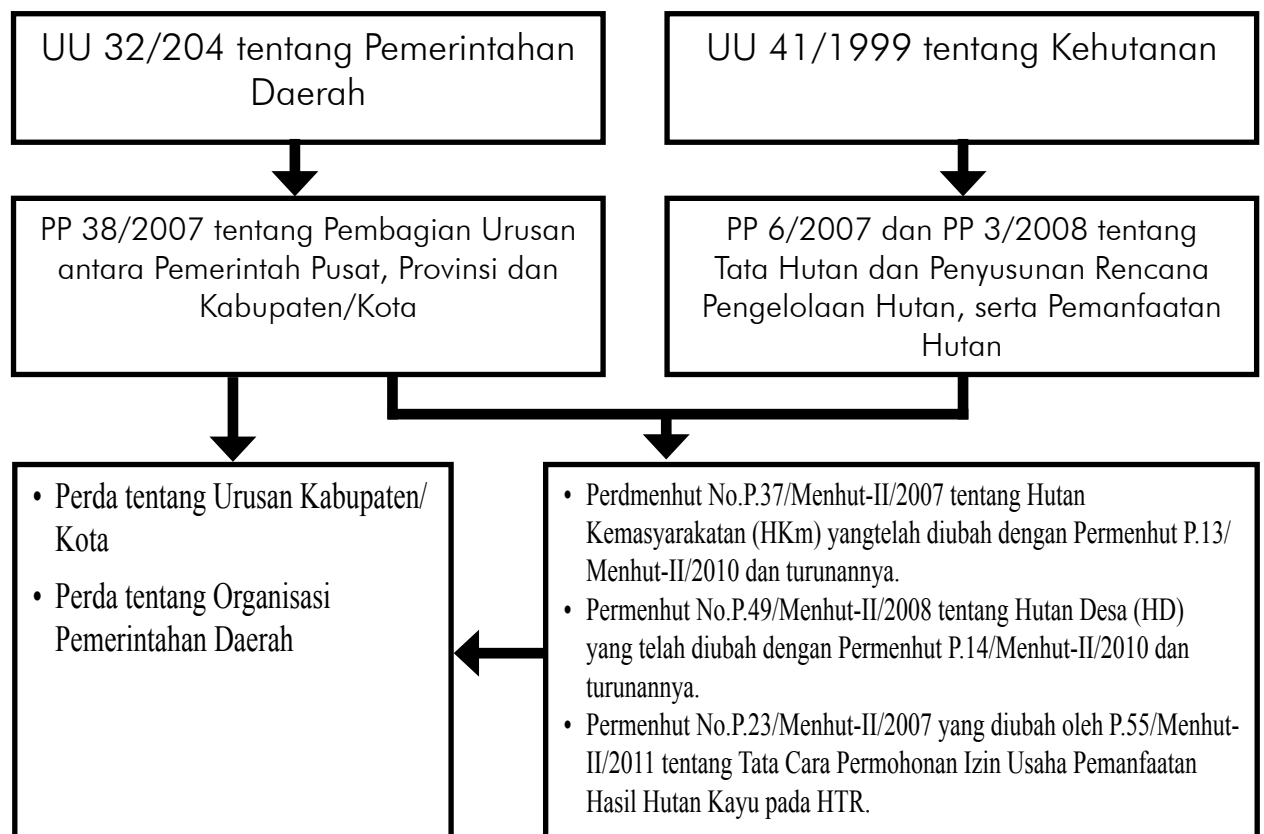 UU 32/204 tentang Pemerintahan
Daerah
UU 41/1999 tentang Kehutanan
PP 38/2007 tentang Pembagian Urusan
antara Pemerintah Pusat, Provinsi dan
Kabupaten/Kota
PP 6/2007 dan PP 3/2008 tentang
Tata Hutan dan Penyusunan Rencana
Pengelolaan Hutan, serta Pemanfaatan
Hutan
• Perda tentang Urusan Kabupaten/
Kota
• Perda tentang Organisasi
Pemerintahan Daerah
• Perdmenhut No.P.37/Menhut-II/2007 tentang Hutan
Kemasyarakatan (HKm) yangtelah diubah dengan Permenhut P.13/
Menhut-II/2010 dan turunannya.
• Permenhut No.P.49/Menhut-II/2008 tentang Hutan Desa (HD)
yang telah diubah dengan Permenhut P.14/Menhut-II/2010 dan
turunannya.
• Permenhut No.P.23/Menhut-II/2007 yang diubah oleh P.55/Menhut-
II/2011 tentang Tata Cara Permohonan Izin Usaha Pemanfaatan
Hasil Hutan Kayu pada HTR.